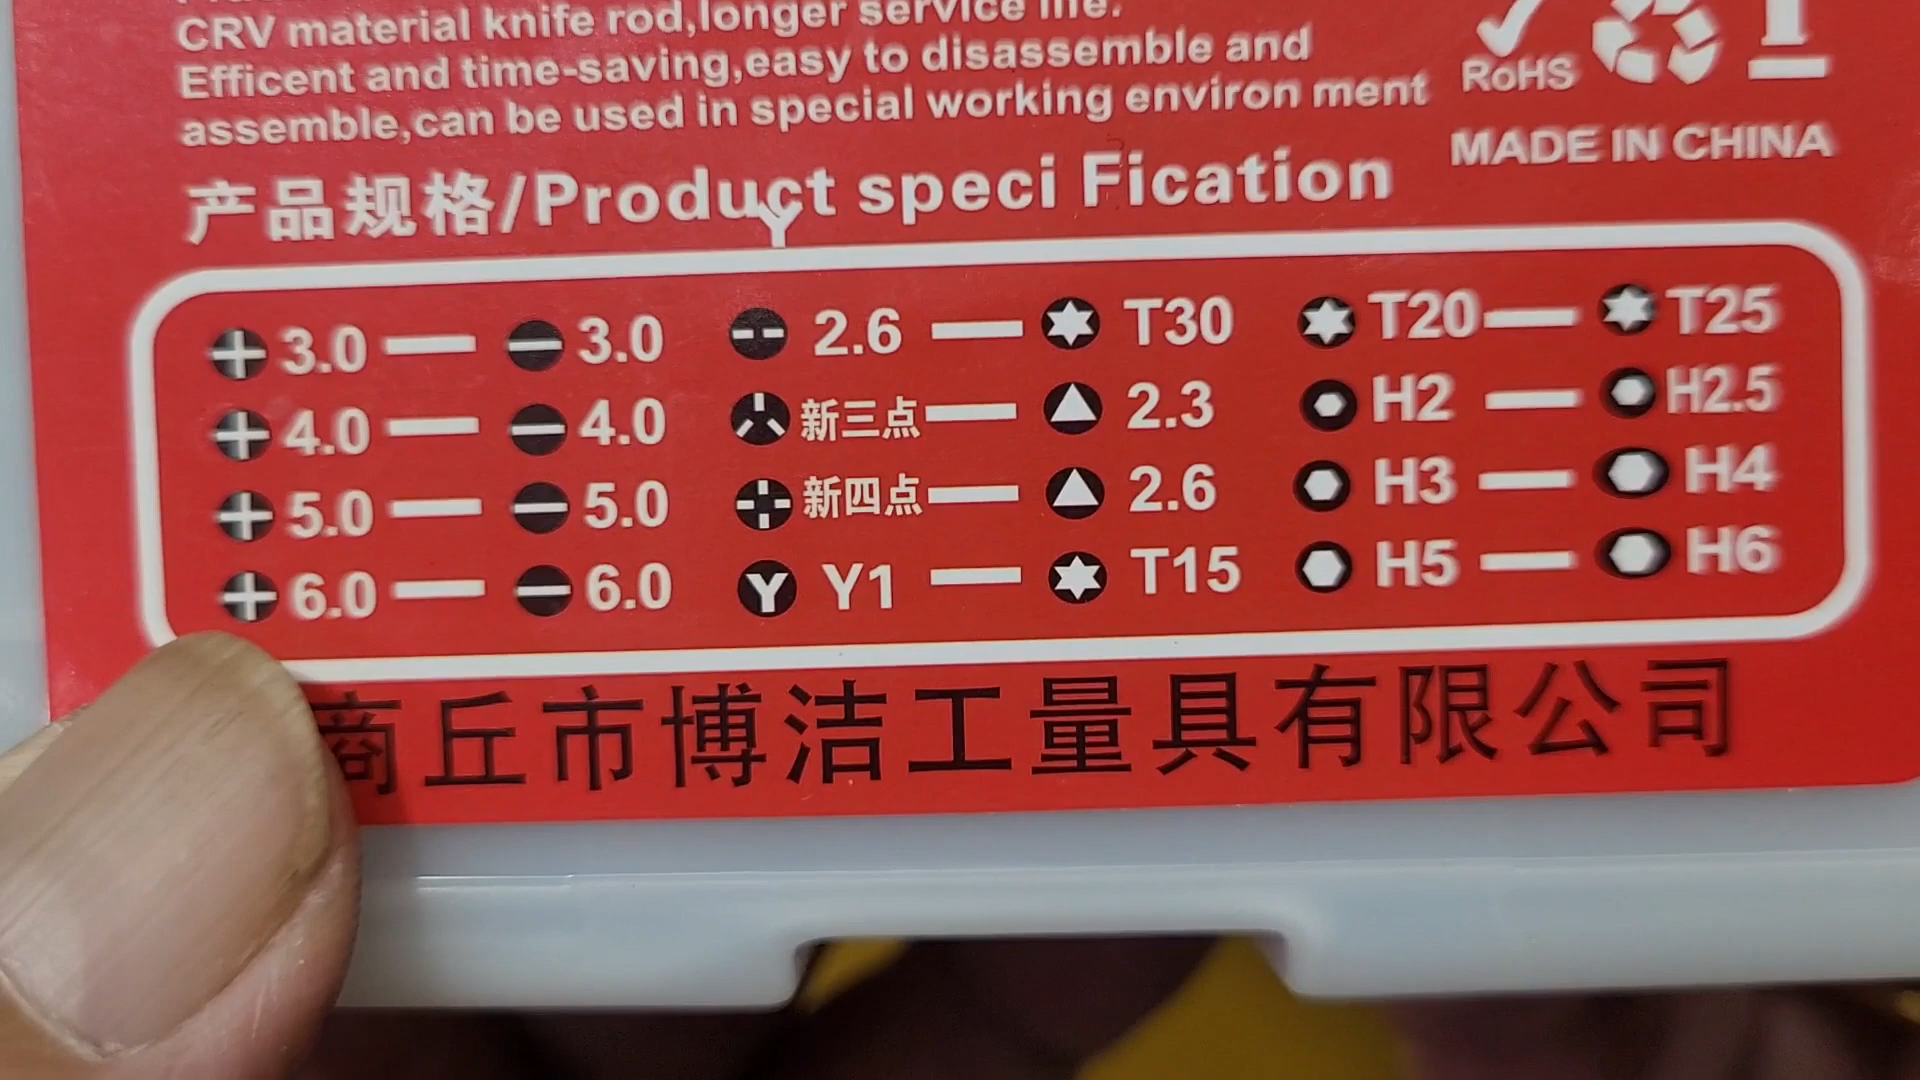 CRV material knife rod,longer service life.
Efficent and time-saving,easy to disassemble and
assemble,can be used in special working environ ment
RoHS
MADE IN CHINA
产品规格/Product speci Fication
Y
3.0 3.0 2.6 T30 T20 T25
4.0 4.0 新三点 2.3 H2 H2.5
5.0 5.0 新四点 2.6 H3 H4
6.0 6.0 Y Y1 T15 H5 H6
商丘市博洁工量具有限公司